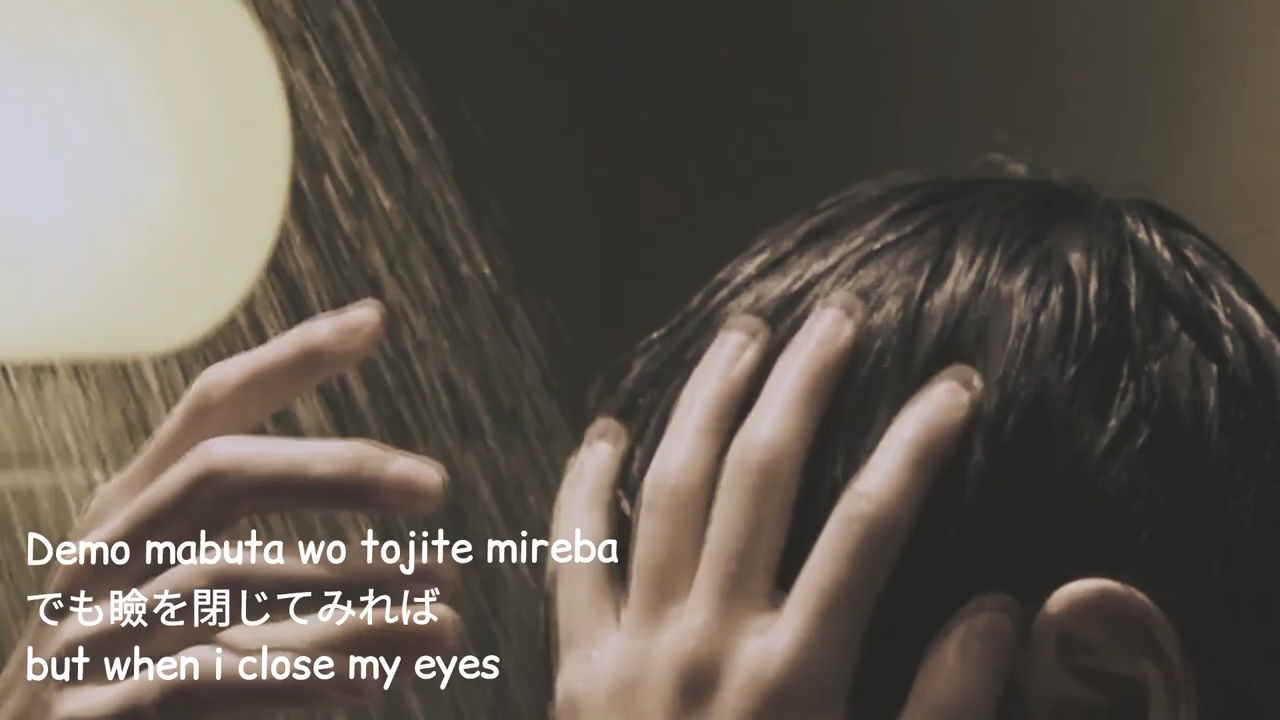 Demo mabuta wo tojite mireba
でも瞼を閉じてみれば
but when i close my eyes